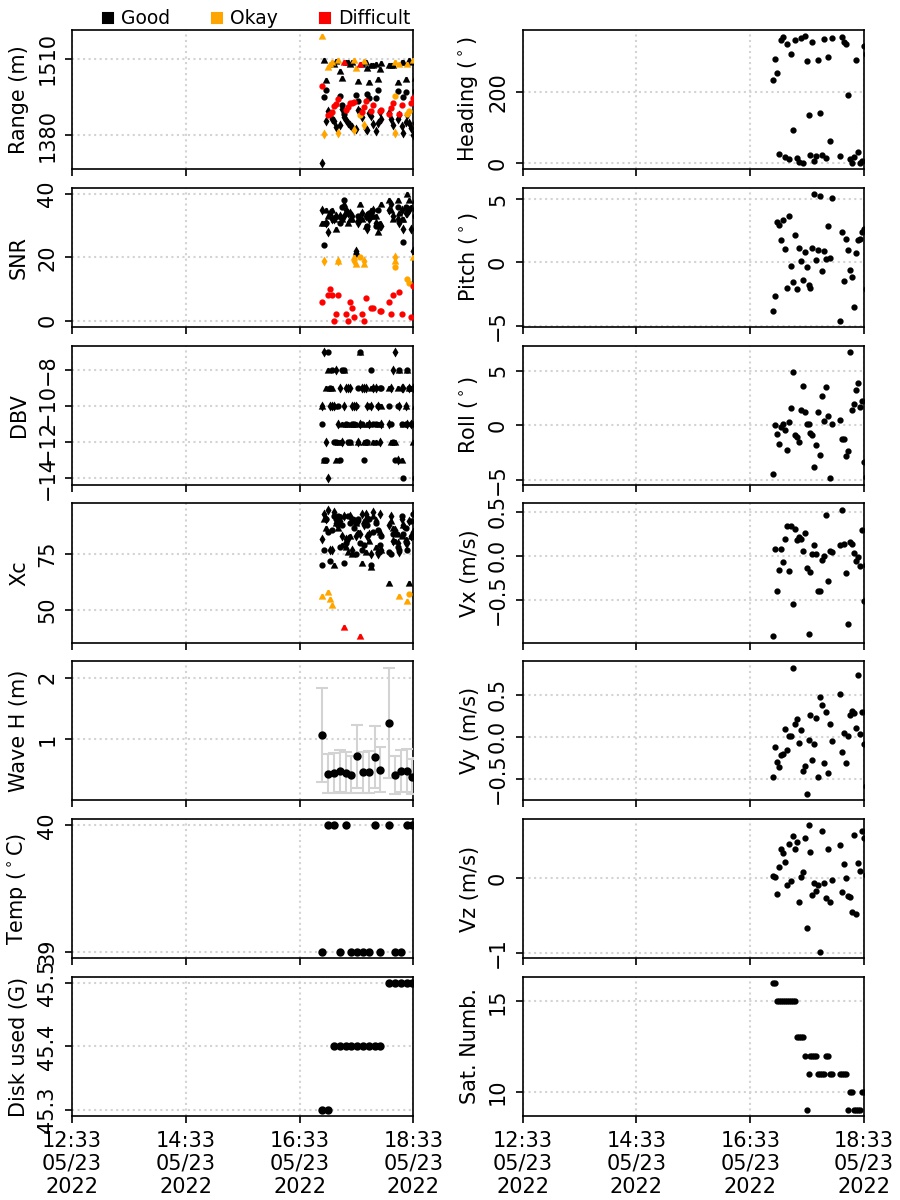 Good Okay Difficult
Range (m)
1510
1380
Heading (°)
200
0
SNR
40
20
0
Pitch (°)
5
0
−5
DBV
−8
−10
−12
−14
Roll (°)
5
0
−5
Xc
75
50
Vx (m/s)
0.5
0.0
−0.5
Wave H (m)
2
1
Vy (m/s)
0.5
0.0
−0.5
Temp (°C)
40
39
Vz (m/s)
0
−1
Disk used (G)
45.5
45.4
45.3
Sat. Numb.
15
10
12:33 14:33 16:33 18:33 12:33 14:33 16:33 18:33
05/23 05/23 05/23 05/23 05/23 05/23 05/23 05/23
2022 2022 2022 2022 2022 2022 2022 2022